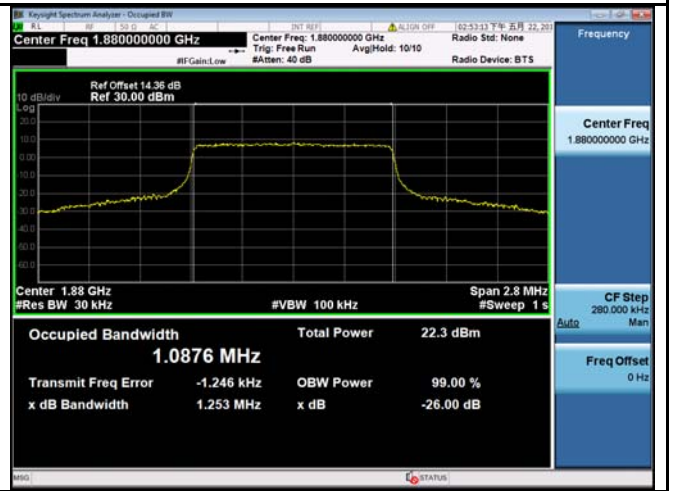 Keysight Spectrum Analyzer - Occupied BW
RL RF 50 Ω AC INT REF ALIGN OFF 02:53:13 下午 五月 22, 201
Center Freq 1.880000000 GHz
Center Freq: 1.880000000 GHz
Radio Std: None
Trig: Free Run Avg|Hold: 10/10
#IFGain:Low #Atten: 40 dB Radio Device: BTS
Frequency
Ref Offset 14.36 dB
10 dB/div Ref 30.00 dBm
Log
20.0
10.0
0.00
-10.0
-20.0
-30.0
-40.0
-50.0
-60.0
Center 1.88 GHz Span 2.8 MHz
#Res BW 30 kHz #VBW 100 kHz #Sweep 1 s
Center Freq
1.880000000 GHz
CF Step
280.000 kHz
Auto Man
Freq Offset
0 Hz
Occupied Bandwidth Total Power 22.3 dBm
1.0876 MHz
Transmit Freq Error -1.246 kHz OBW Power 99.00 %
x dB Bandwidth 1.253 MHz x dB -26.00 dB
MSG STATUS